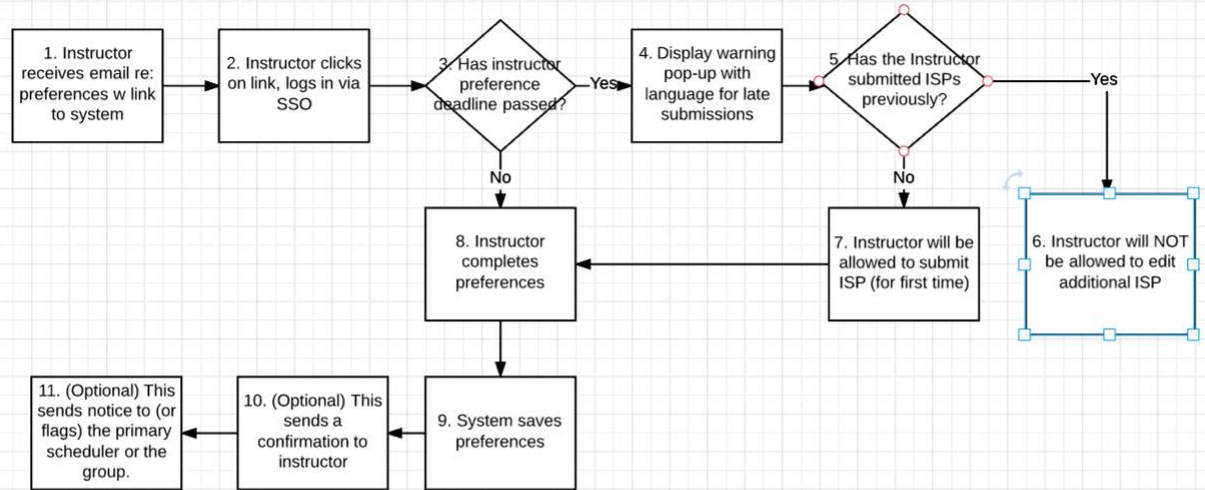 1. Instructor
receives email re:
preferences w link
to system
2. Instructor clicks
on link, logs in via
SSO
3. Has instructor
preference
deadline passed?
Yes
4. Display warning
pop-up with
language for late
submissions
5. Has the Instructor
submitted ISPs
previously?
Yes
No
No
8. Instructor
completes
preferences
7. Instructor will be
allowed to submit
ISP (for first time)
6. Instructor will NOT
be allowed to edit
additional ISP
11. (Optional) This
sends notice to (or
flags) the primary
scheduler or the
group.
10. (Optional) This
sends a
confirmation to
instructor
9. System saves
preferences